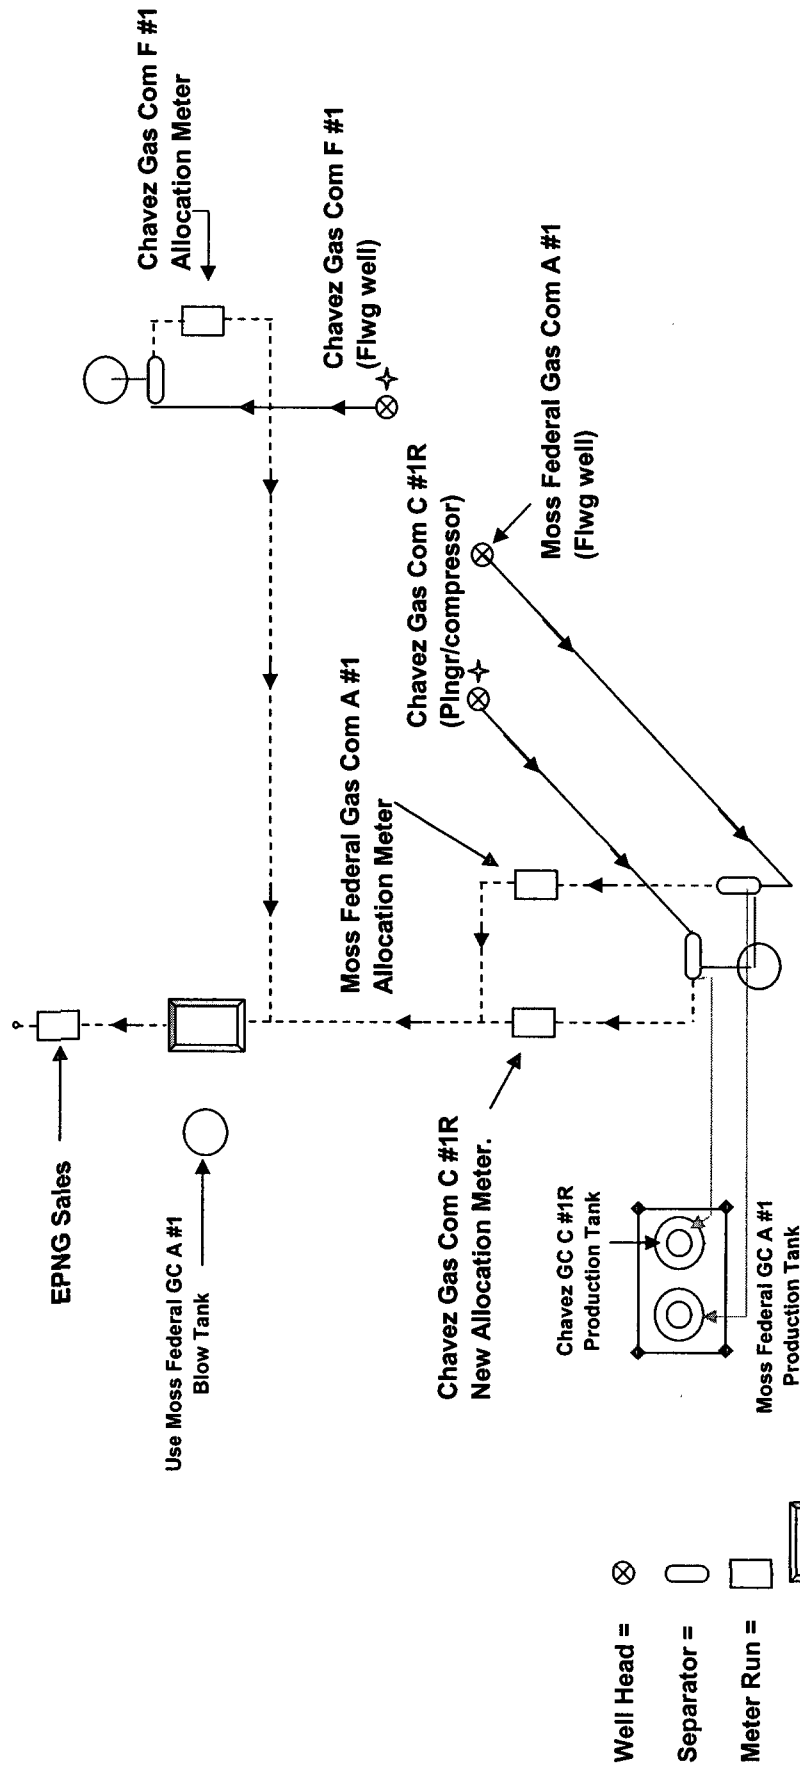 EPNG Sales
Use Moss Federal GC A #1
Blow Tank
Chavez Gas Com F #1
Allocation Meter
Chavez Gas Com F #1
(Flwg well)
Moss Federal Gas Com A #1
Allocation Meter
Chavez Gas Com C #1R
(Plngr/compressor)
Moss Federal Gas Com A #1
(Flwg well)
Chavez Gas Com C #1R
New Allocation Meter.
Chavez GC C #1R
Production Tank
Moss Federal GC A #1
Production Tank
Well Head =
Separator =
Meter Run =